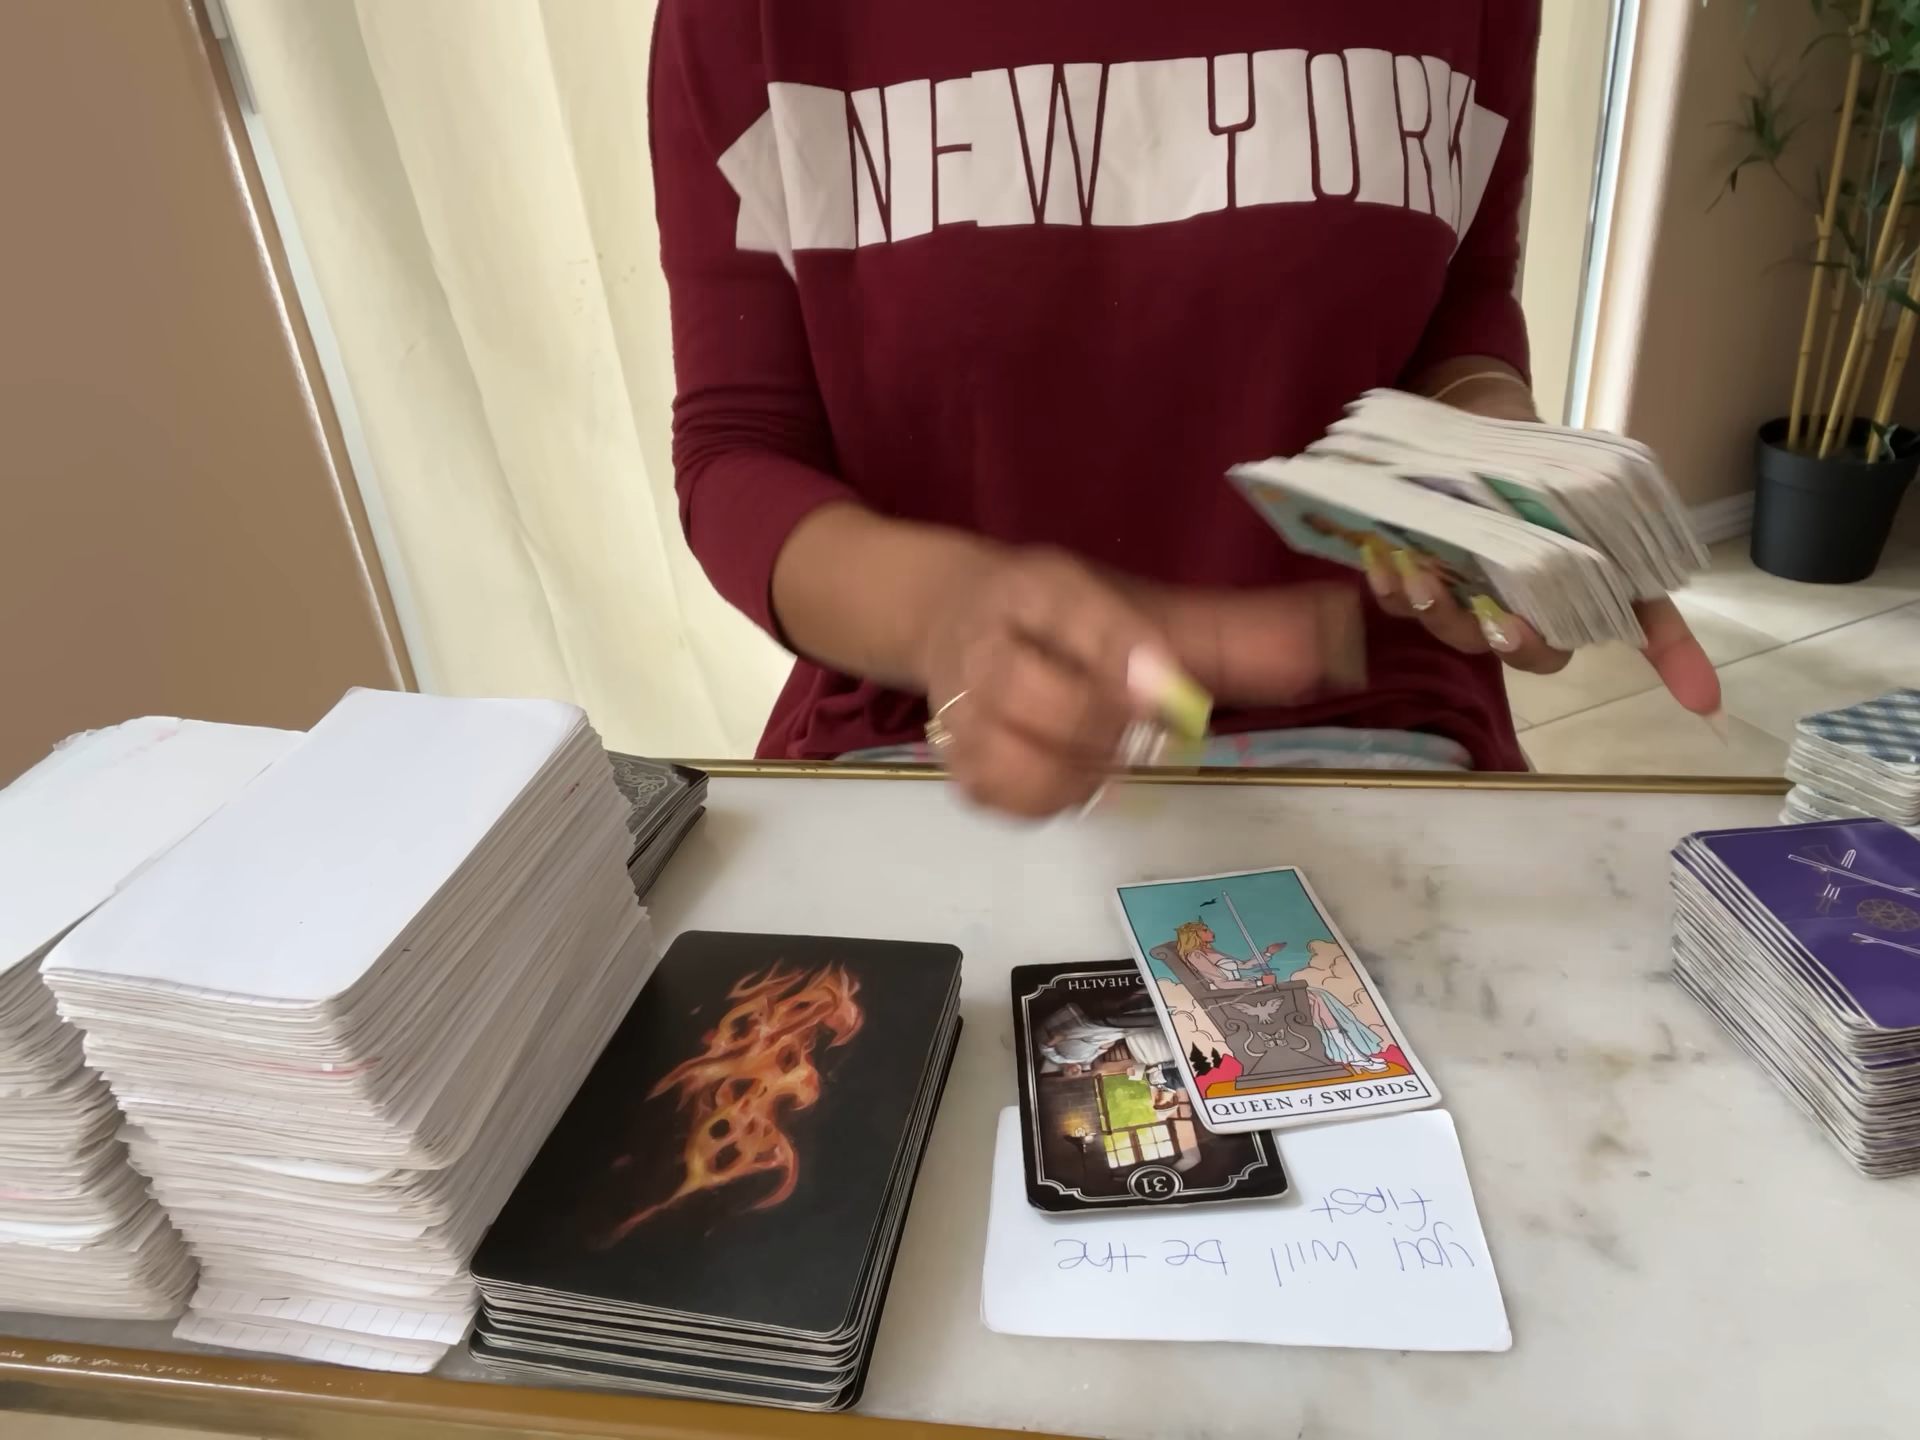 NEW YORK
QUEEN of SWORDS
HEALTH
31
you will be the
first